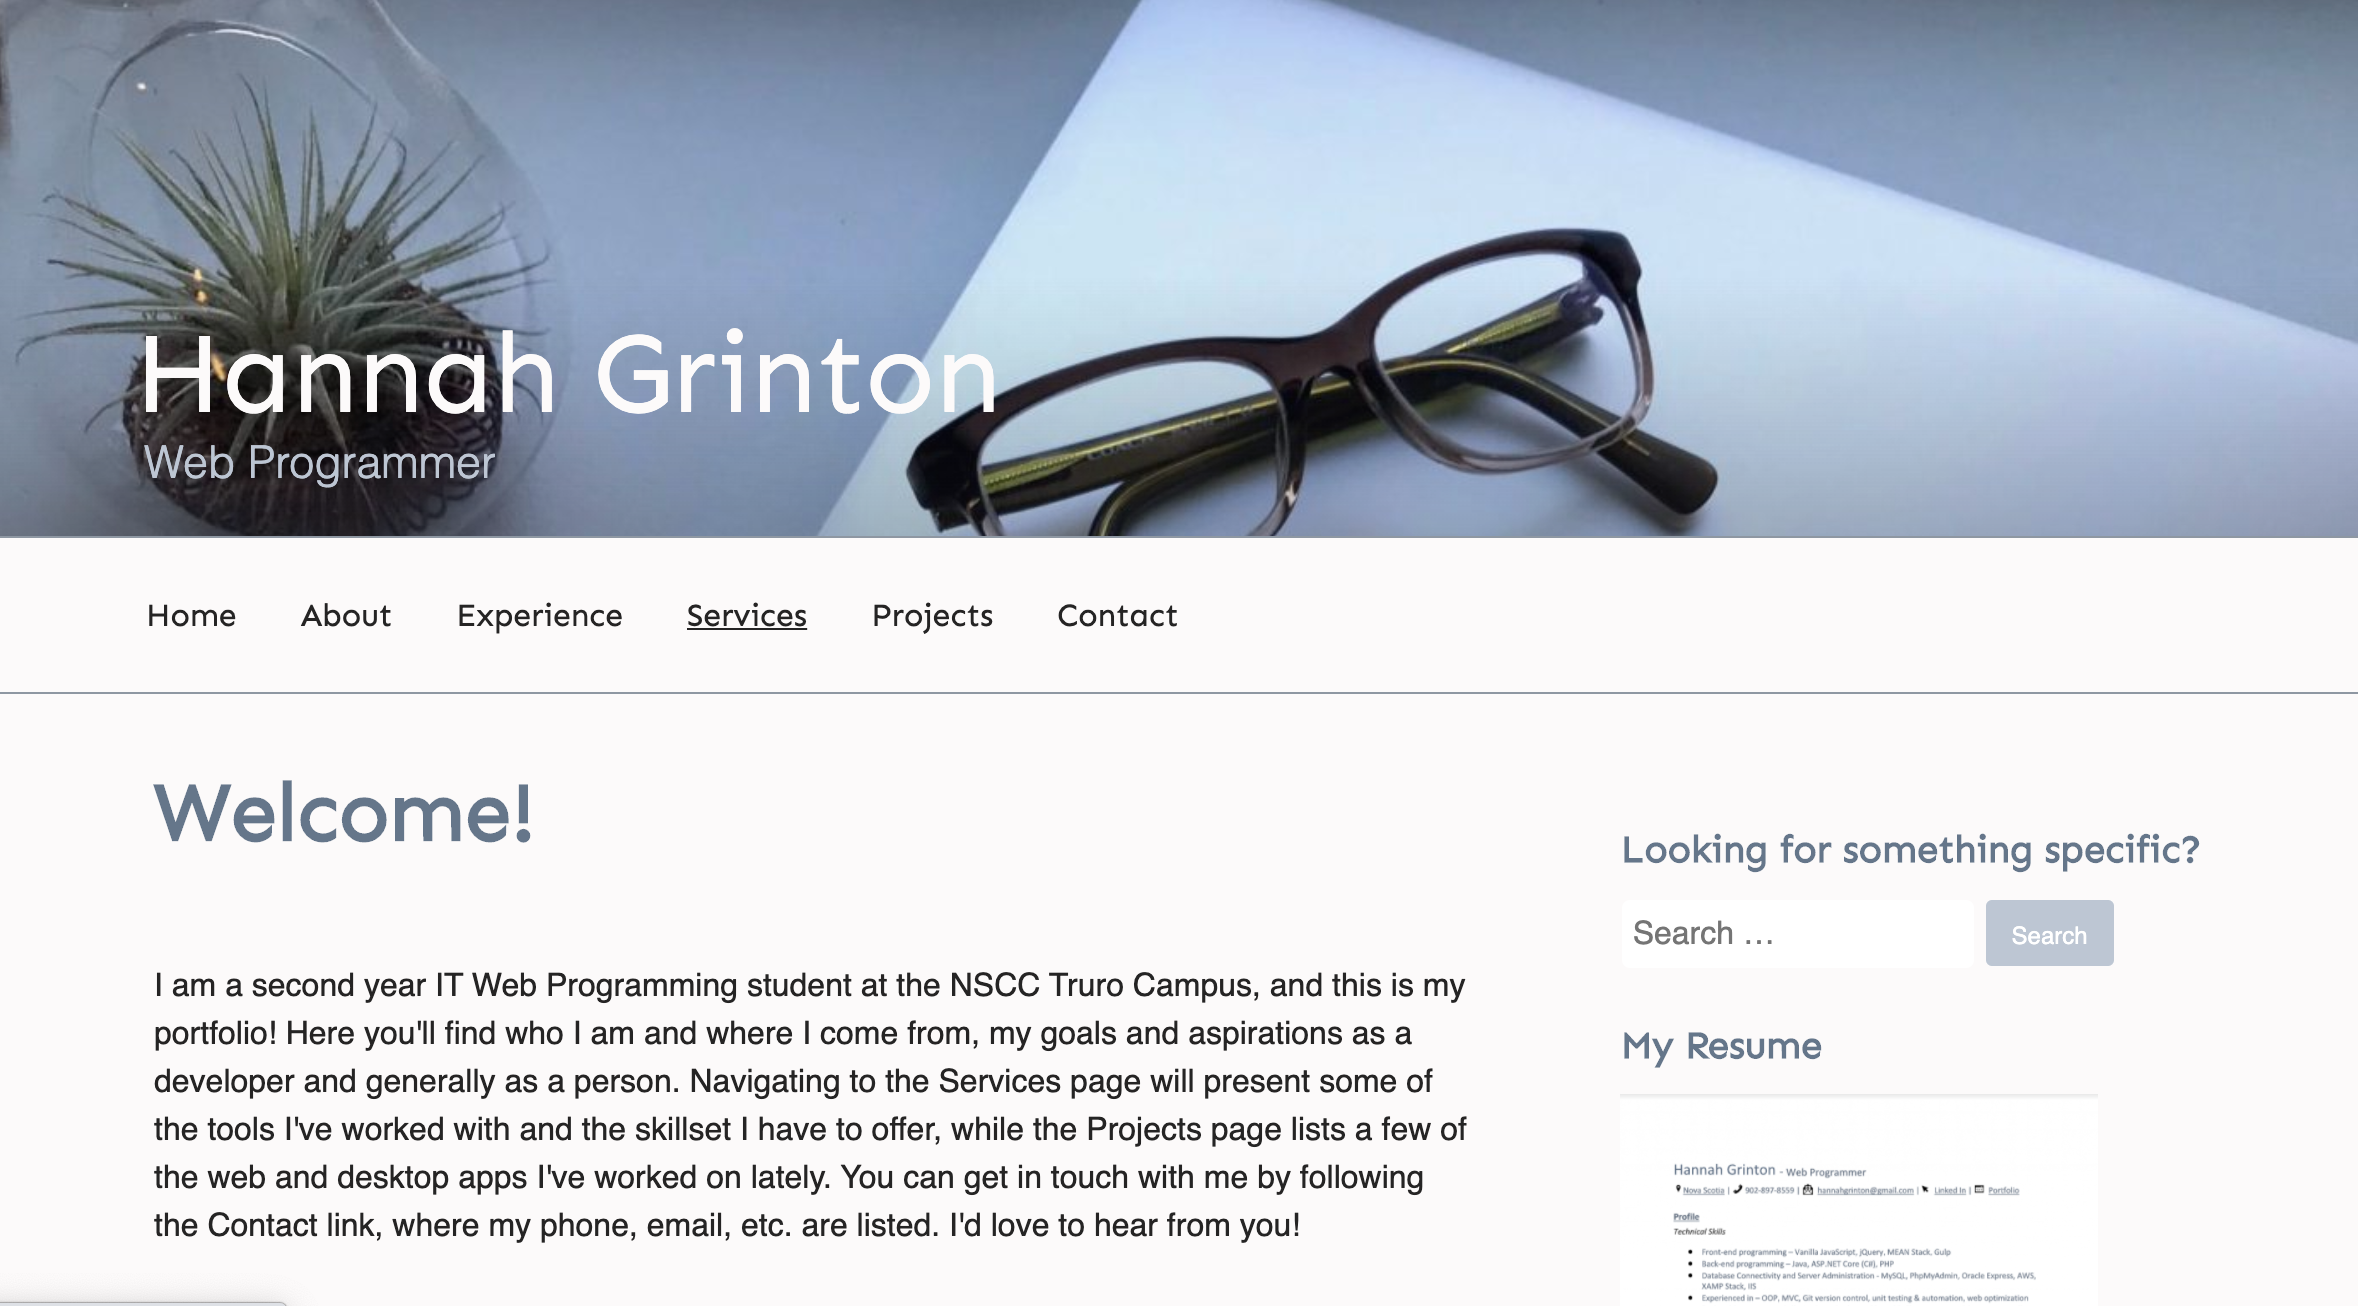 Hannah Grinton
Web Programmer
Home About Experience Services Projects Contact
Welcome!
I am a second year IT Web Programming student at the NSCC Truro Campus, and this is my
portfolio! Here you'll find who I am and where I come from, my goals and aspirations as a
developer and generally as a person. Navigating to the Services page will present some of
the tools I've worked with and the skillset I have to offer, while the Projects page lists a few of
the web and desktop apps I've worked on lately. You can get in touch with me by following
the Contact link, where my phone, email, etc. are listed. I'd love to hear from you!
Looking for something specific?
Search …
Search
My Resume
Hannah Grinton - Web Programmer
Nova Scotia | 902-897-8559 | hannahgrinton@gmail.com | Linked In | Portfolio
Profile
Technical Skills
Front-end programming – Vanilla JavaScript, jQuery, MEAN Stack, Gulp
Back-end programming – Java, ASP.NET Core (C#), PHP
Database Connectivity and Server Administration - MySQL, PhpMyAdmin, Oracle Express, AWS,
XAMP Stack, IIS
Experienced in – OOP, MVC, Git version control, unit testing & automation, web optimization